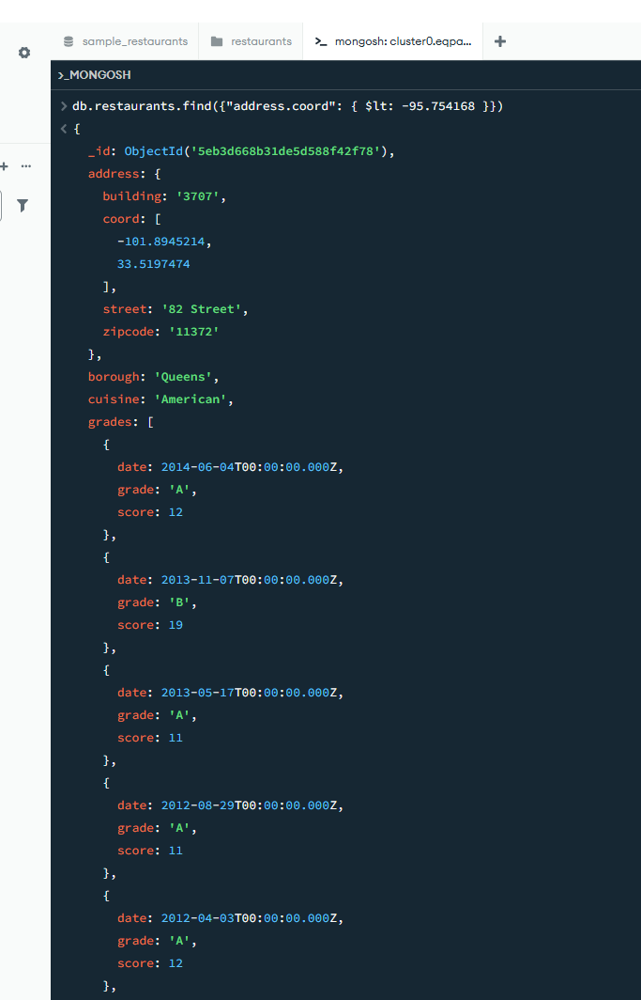 sample_restaurants restaurants >_ mongosh: cluster0.eqpa... +
>_MONGOSH
> db.restaurants.find({"address.coord": { $lt: -95.754168 }})
< {
_id: ObjectId('5eb3d668b31de5d588f42f78'),
address: {
building: '3707',
coord: [
-101.8945214,
33.5197474
],
street: '82 Street',
zipcode: '11372'
},
borough: 'Queens',
cuisine: 'American',
grades: [
{
date: 2014-06-04T00:00:00.000Z,
grade: 'A',
score: 12
},
{
date: 2013-11-07T00:00:00.000Z,
grade: 'B',
score: 19
},
{
date: 2013-05-17T00:00:00.000Z,
grade: 'A',
score: 11
},
{
date: 2012-08-29T00:00:00.000Z,
grade: 'A',
score: 11
},
{
date: 2012-04-03T00:00:00.000Z,
grade: 'A',
score: 12
},